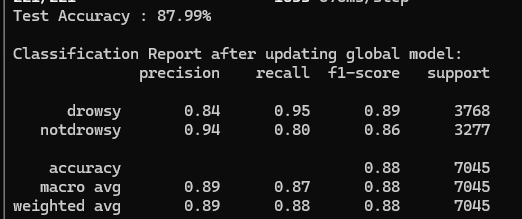 Test Accuracy : 87.99%
Classification Report after updating global model:
precision recall f1-score support
drowsy 0.84 0.95 0.89 3768
notdrowsy 0.94 0.80 0.86 3277
accuracy 0.88 7045
macro avg 0.89 0.87 0.88 7045
weighted avg 0.89 0.88 0.88 7045